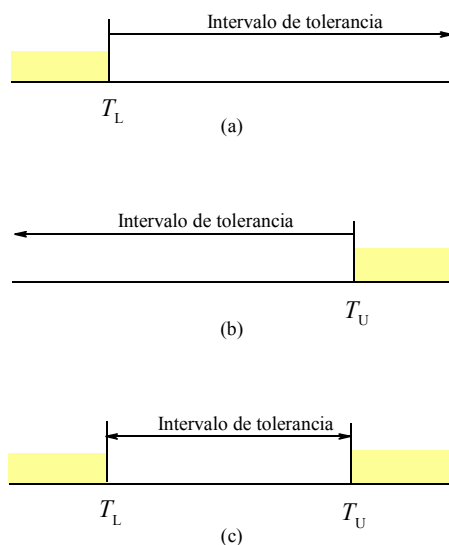 Intervalo de tolerancia
T_L
(a)
Intervalo de tolerancia
T_U
(b)
Intervalo de tolerancia
T_L T_U
(c)